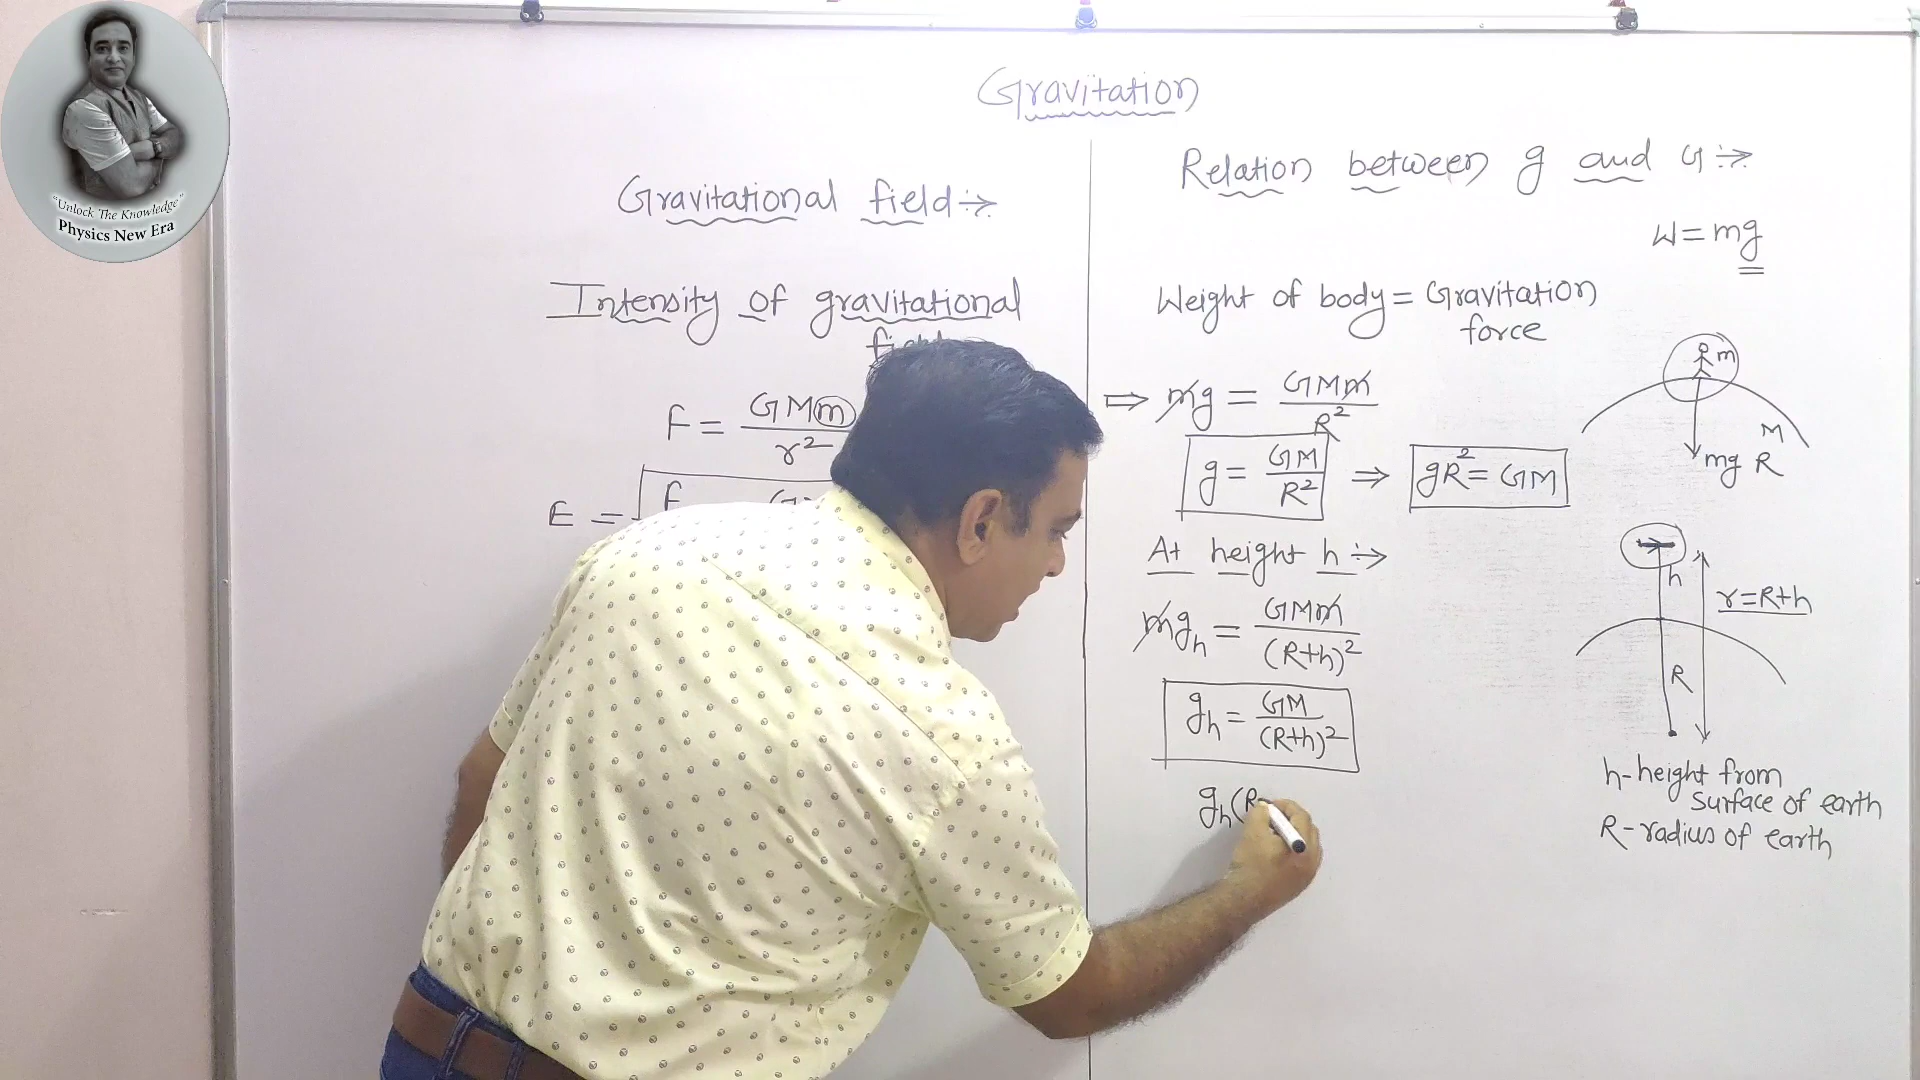 "Unlock The Knowledge"
Physics New Era
Gravitation
Gravitational field :→
Intensity of gravitational
F = GMm / r²
E =
Relation between g and G :→
W = mg
Weight of body = Gravitation
force
⇒ mg = GMm / R²
g = GM / R² ⇒ gR² = GM
At height h :→
mgₕ = GMm / (R+h)²
gₕ = GM / (R+h)²
gₕ(R
m
M
mg R
h
r = R+h
R
h - height from
surface of earth
R - radius of earth